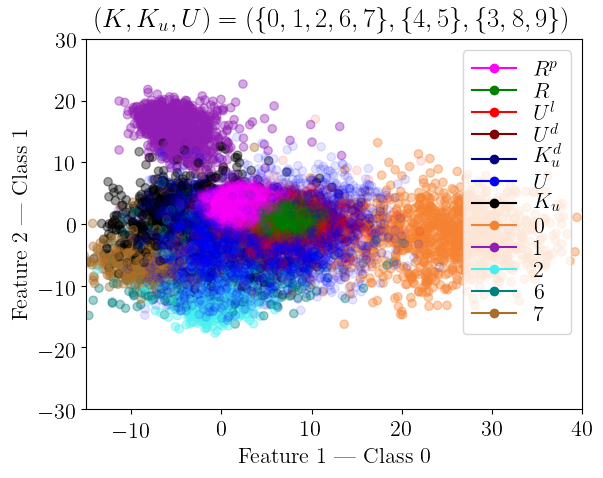 (K, K_u, U) = ({0, 1, 2, 6, 7}, {4, 5}, {3, 8, 9})
30
20
10
0
−10
−20
−30
Feature 2 — Class 1
R^p
R
U^l
U^d
K_u^d
U
K_u
0
1
2
6
7
−10
0
10
20
30
40
Feature 1 — Class 0